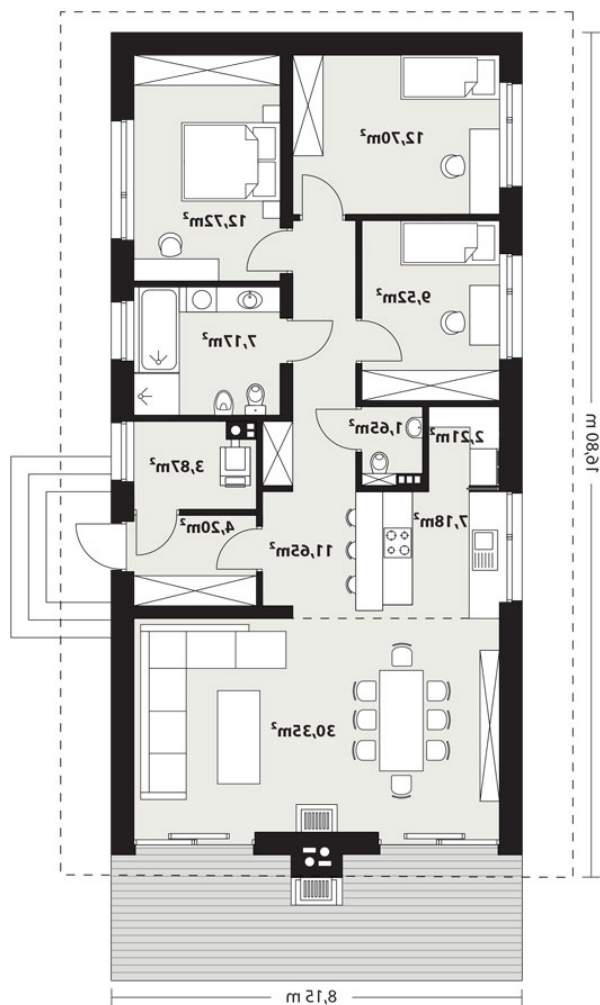 12,70m²
12,72m²
9,52m²
7,17m²
1,65m²
2,21m²
3,87m²
7,18m²
4,20m²
11,65m²
30,35m²
16,80 m
8,15 m